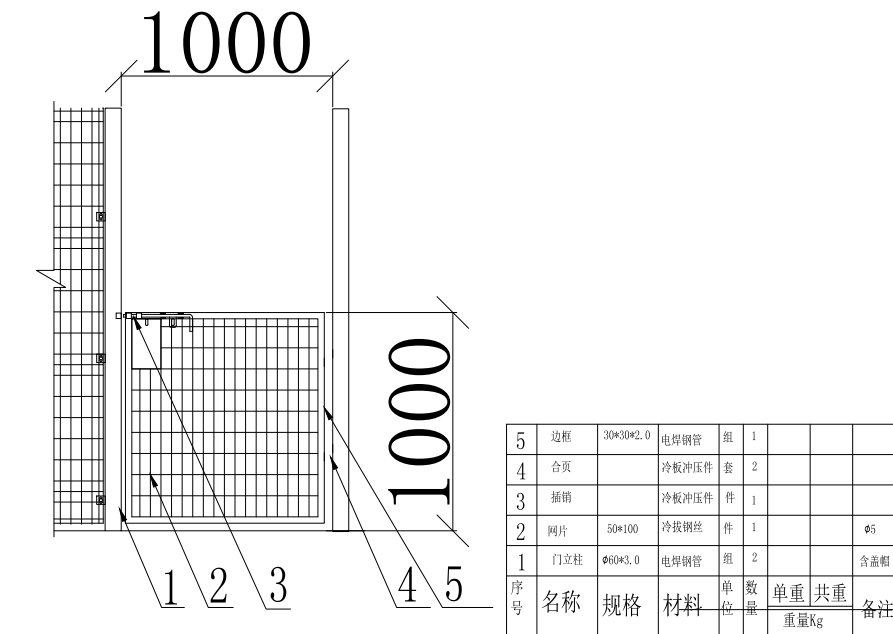 1000
1000
1 2 3 4 5
5 边框 30*30*2.0 电焊钢管 组 1
4 合页 冷板冲压件 套 2
3 插销 冷板冲压件 件 1
2 网片 50*100 冷拔钢丝 件 1 ø5
1 门立柱 ø60*3.0 电焊钢管 组 2 含盖帽
序号 名称 规格 材料 单位 数量 单重 共重 备注
重量Kg